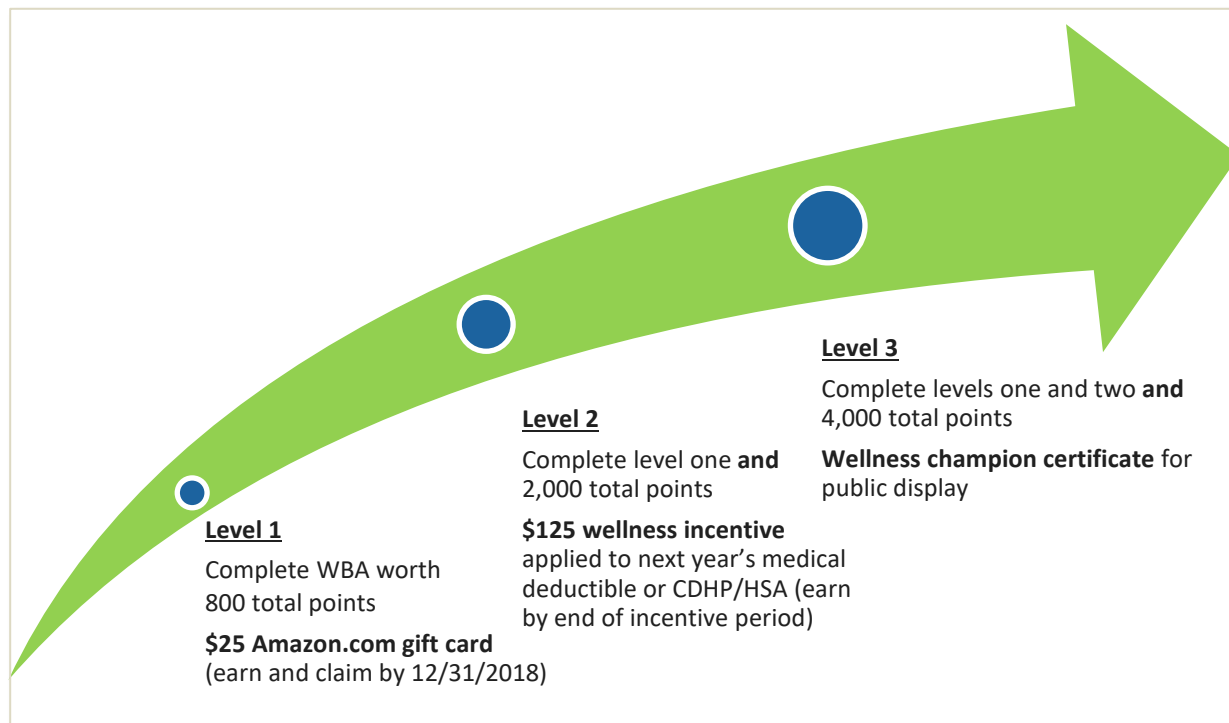 Level 1
Complete WBA worth
800 total points
$25 Amazon.com gift card
(earn and claim by 12/31/2018)
Level 2
Complete level one and
2,000 total points
$125 wellness incentive
applied to next year’s medical
deductible or CDHP/HSA (earn
by end of incentive period)
Level 3
Complete levels one and two and
4,000 total points
Wellness champion certificate for
public display